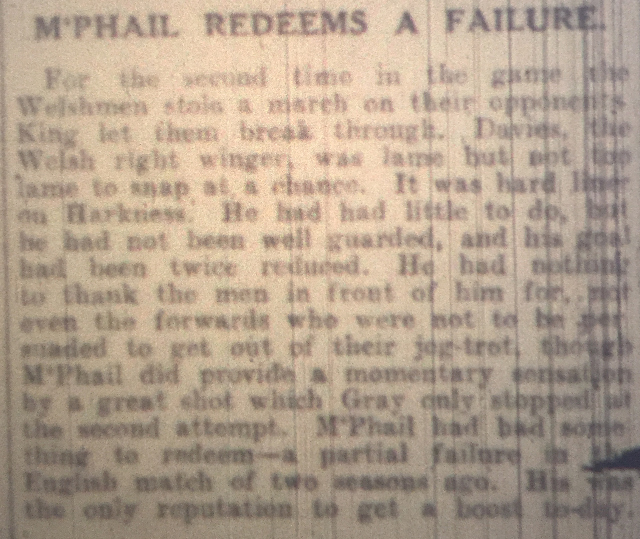 M'PHAIL REDEEMS A FAILURE.
For the second time in the game the
Welshmen stole a march on their opponents.
King let them break through. Davies, the
Welsh right winger, was lame but not too
lame to snap at a chance. It was hard lines
on Harkness. He had had little to do, but
he had not been well guarded, and his goal
had been twice reduced. He had nothing
to thank the men in front of him for, not
even the forwards who were not to be per-
suaded to get out of their jog-trot, though
M'Phail did provide a momentary sensation
by a great shot which Gray only stopped at
the second attempt. M'Phail had had some-
thing to redeem—a partial failure in the
English match of two seasons ago. His was
the only reputation to get a boost to-day.